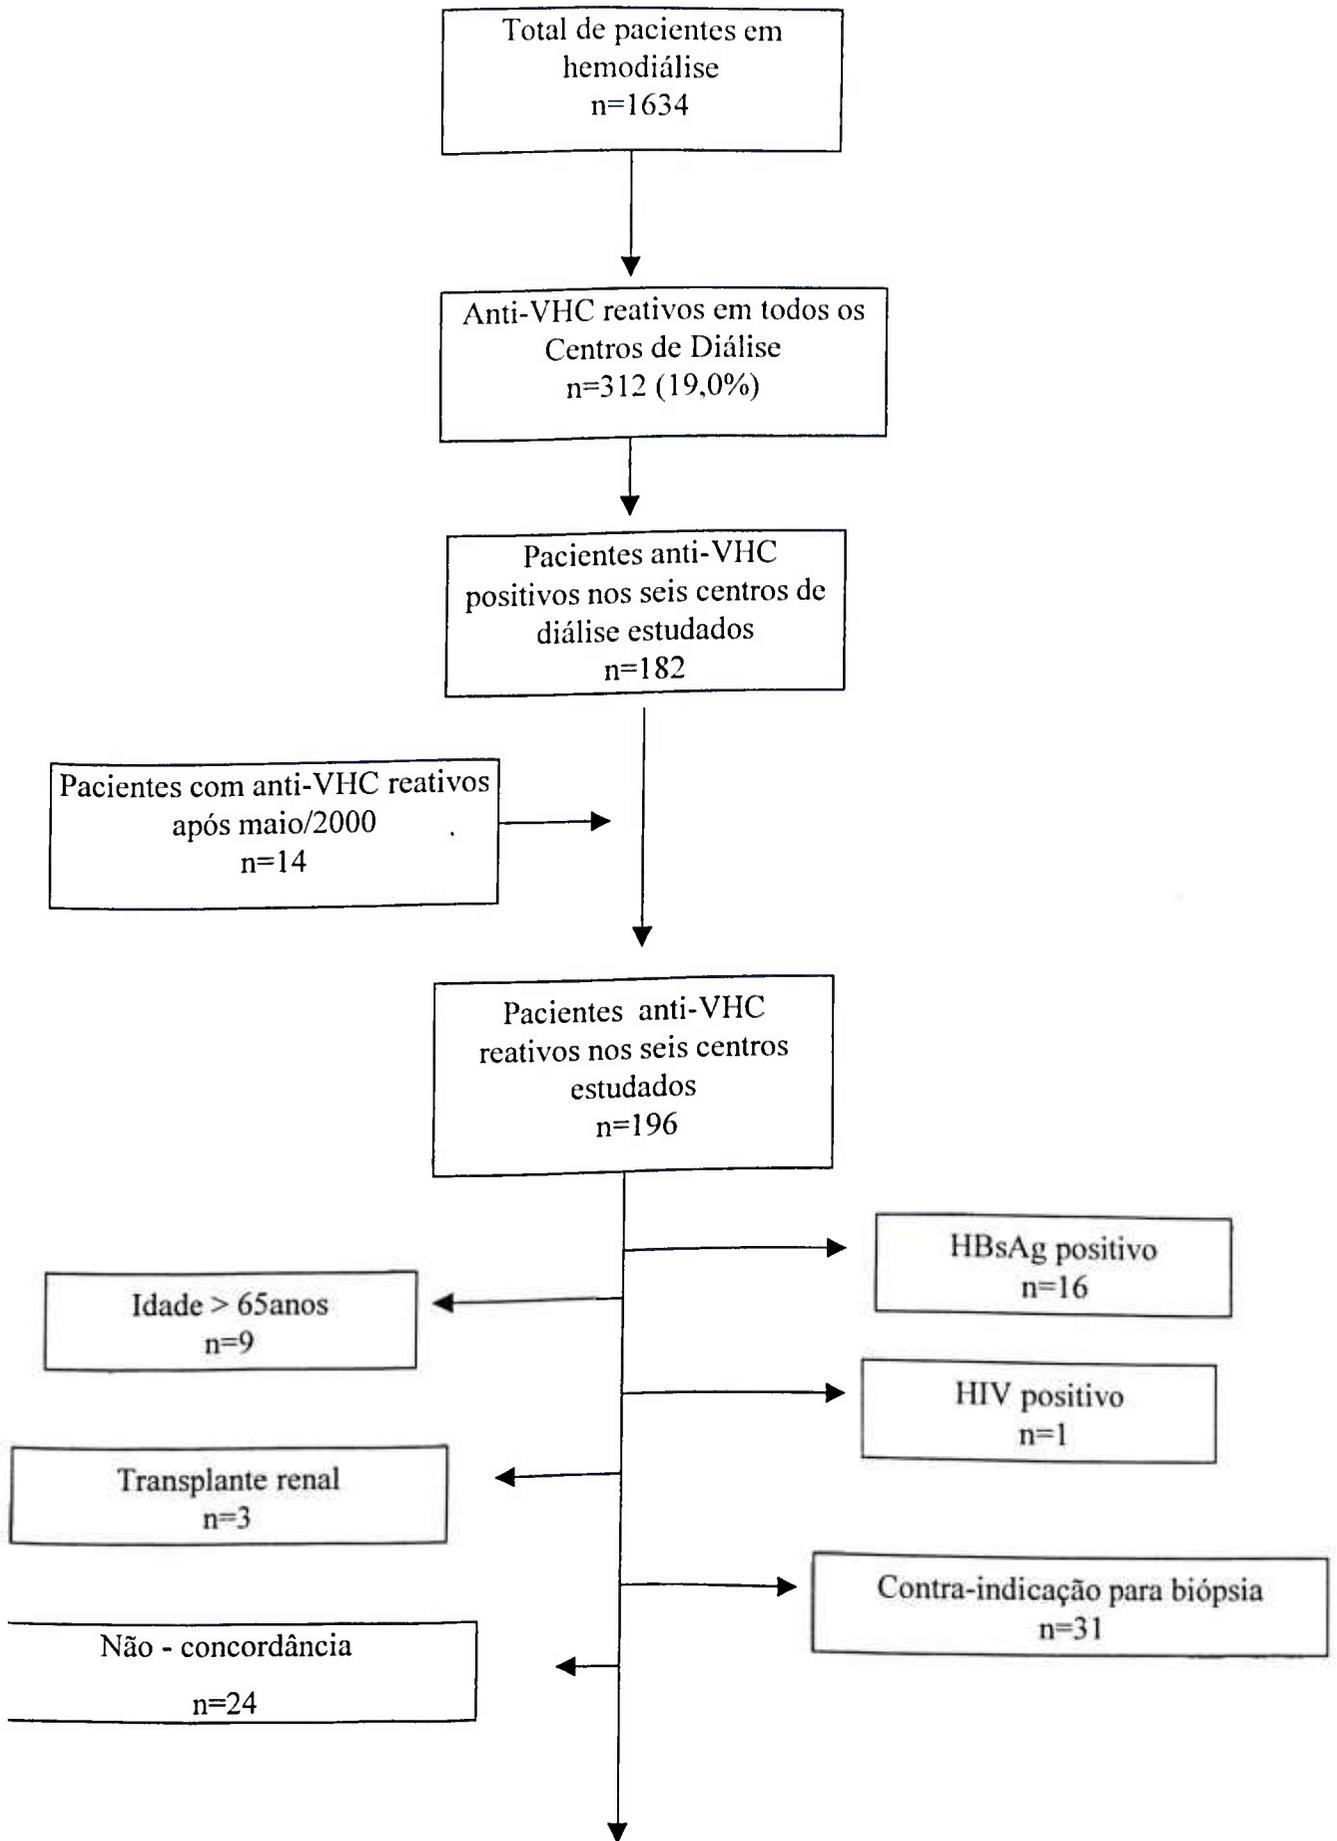 Total de pacientes em
hemodiálise
n=1634
Anti-VHC reativos em todos os
Centros de Diálise
n=312 (19,0%)
Pacientes anti-VHC
positivos nos seis centros de
diálise estudados
n=182
Pacientes com anti-VHC reativos
após maio/2000
n=14
Pacientes anti-VHC
reativos nos seis centros
estudados
n=196
HBsAg positivo
n=16
Idade > 65anos
n=9
HIV positivo
n=1
Transplante renal
n=3
Contra-indicação para biópsia
n=31
Não - concordância
n=24